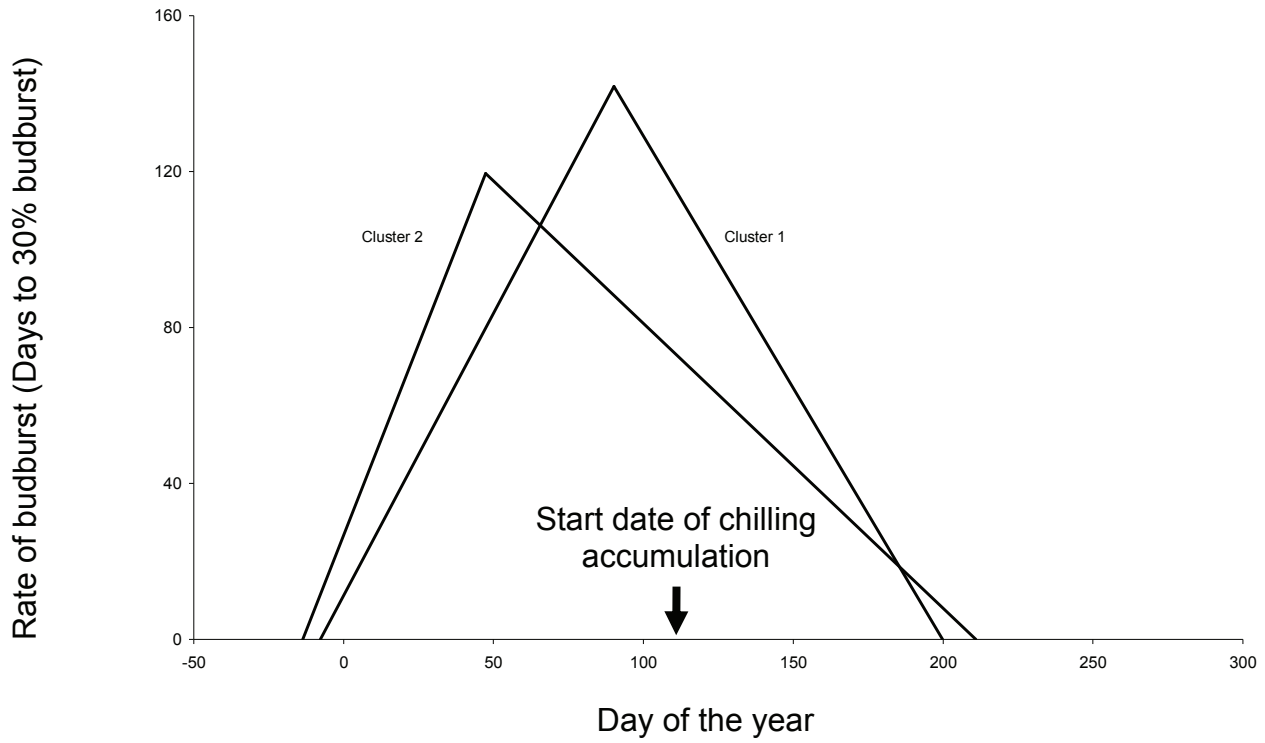 Rate of budburst (Days to 30% budburst)
160
120
80
40
0
Cluster 2
Cluster 1
Start date of chilling
accumulation
-50
0
50
100
150
200
250
300
Day of the year